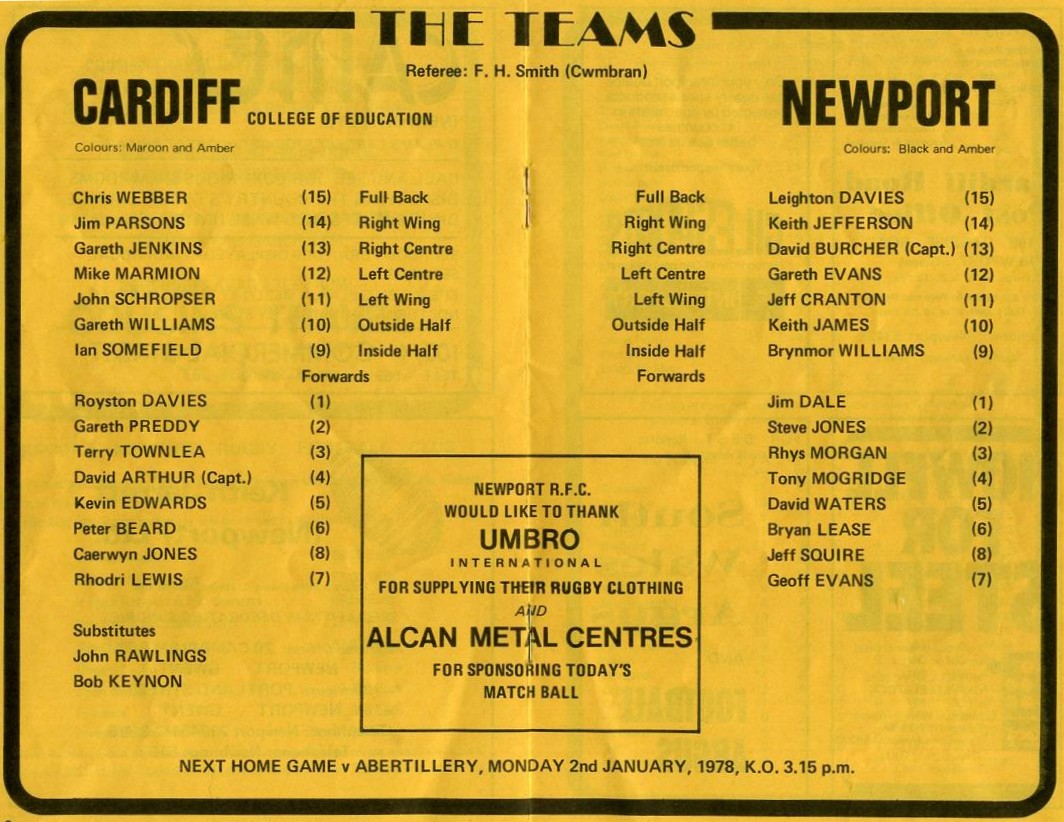 THE TEAMS
Referee: F. H. Smith (Cwmbran)
CARDIFF COLLEGE OF EDUCATION
Colours: Maroon and Amber
Chris WEBBER (15) Full Back
Jim PARSONS (14) Right Wing
Gareth JENKINS (13) Right Centre
Mike MARMION (12) Left Centre
John SCHROPSER (11) Left Wing
Gareth WILLIAMS (10) Outside Half
Ian SOMEFIELD (9) Inside Half
Forwards
Royston DAVIES (1)
Gareth PREDDY (2)
Terry TOWNLEA (3)
David ARTHUR (Capt.) (4)
Kevin EDWARDS (5)
Peter BEARD (6)
Caerwyn JONES (8)
Rhodri LEWIS (7)
Substitutes
John RAWLINGS
Bob KEYNON
NEWPORT
Colours: Black and Amber
Full Back Leighton DAVIES (15)
Right Wing Keith JEFFERSON (14)
Right Centre David BURCHER (Capt.) (13)
Left Centre Gareth EVANS (12)
Left Wing Jeff CRANTON (11)
Outside Half Keith JAMES (10)
Inside Half Brynmor WILLIAMS (9)
Forwards
Jim DALE (1)
Steve JONES (2)
Rhys MORGAN (3)
Tony MOGRIDGE (4)
David WATERS (5)
Bryan LEASE (6)
Jeff SQUIRE (8)
Geoff EVANS (7)
NEWPORT R.F.C.
WOULD LIKE TO THANK
UMBRO
INTERNATIONAL
FOR SUPPLYING THEIR RUGBY CLOTHING
AND
ALCAN METAL CENTRES
FOR SPONSORING TODAY'S
MATCH BALL
NEXT HOME GAME v ABERTILLERY, MONDAY 2nd JANUARY, 1978, K.O. 3.15 p.m.